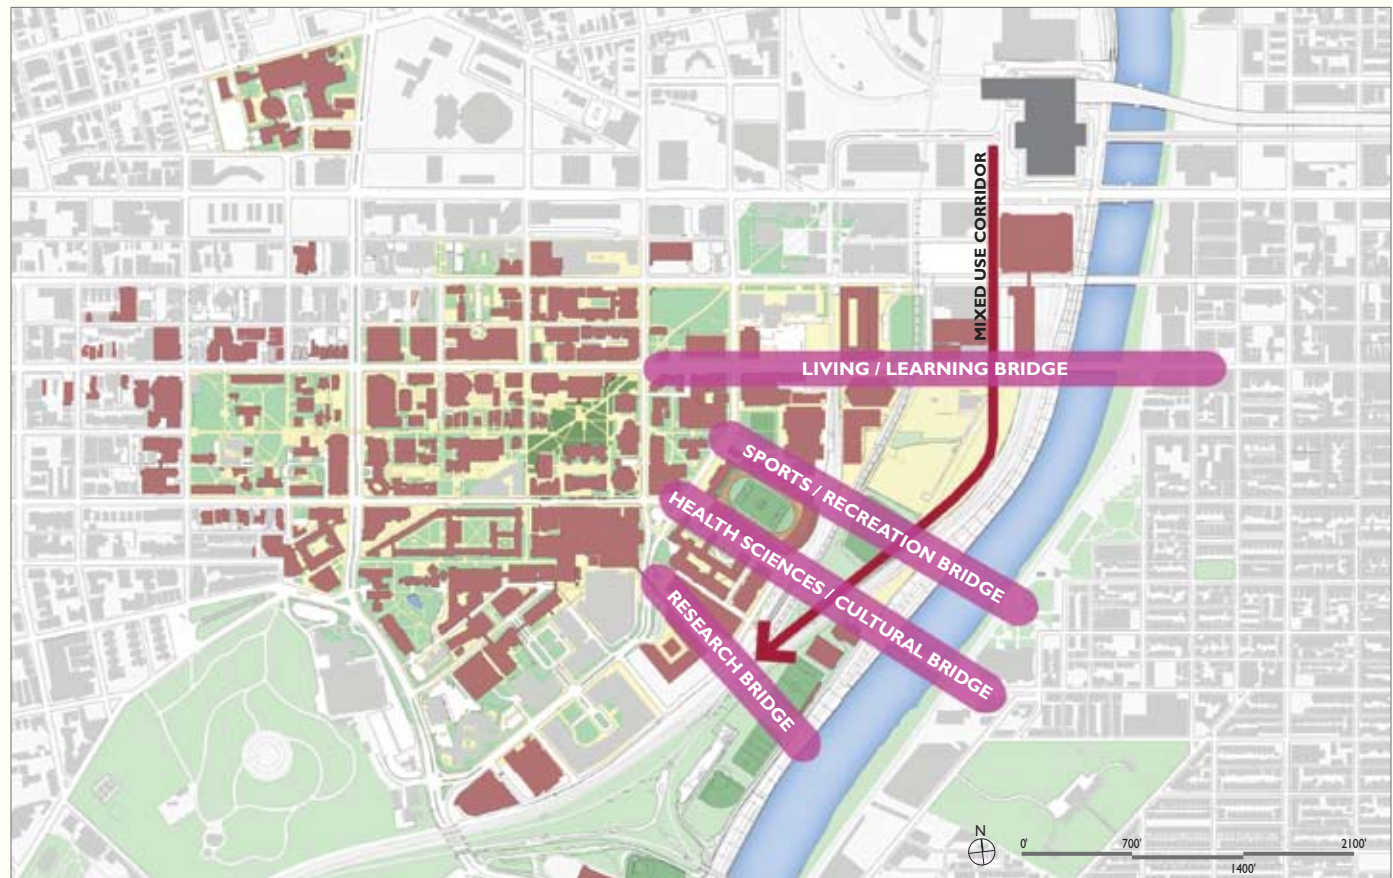 MIXED USE CORRIDOR
LIVING / LEARNING BRIDGE
SPORTS / RECREATION BRIDGE
HEALTH SCIENCES / CULTURAL BRIDGE
RESEARCH BRIDGE
N
0'
700'
2100'
1400'